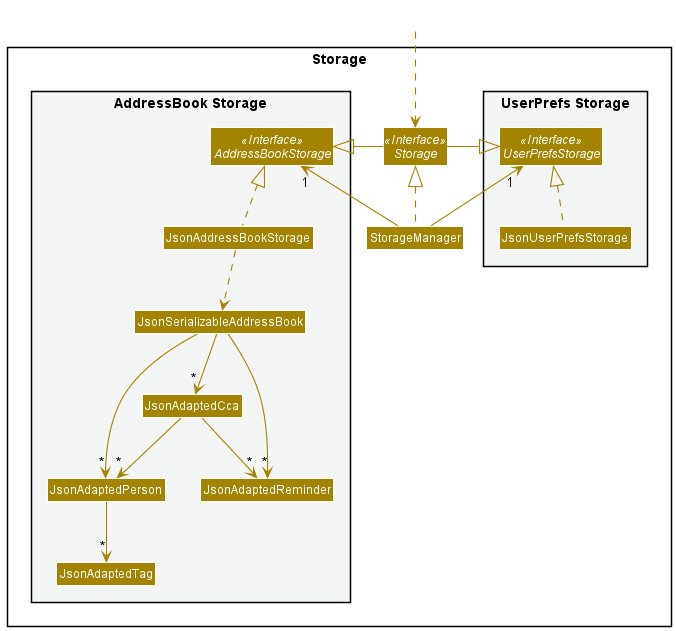 Storage
AddressBook Storage
UserPrefs Storage
«Interface»
AddressBookStorage
«Interface»
Storage
«Interface»
UserPrefsStorage
1
1
JsonAddressBookStorage
StorageManager
JsonUserPrefsStorage
JsonSerializableAddressBook
*
JsonAdaptedCca
*
*
*
*
JsonAdaptedPerson
JsonAdaptedReminder
*
JsonAdaptedTag